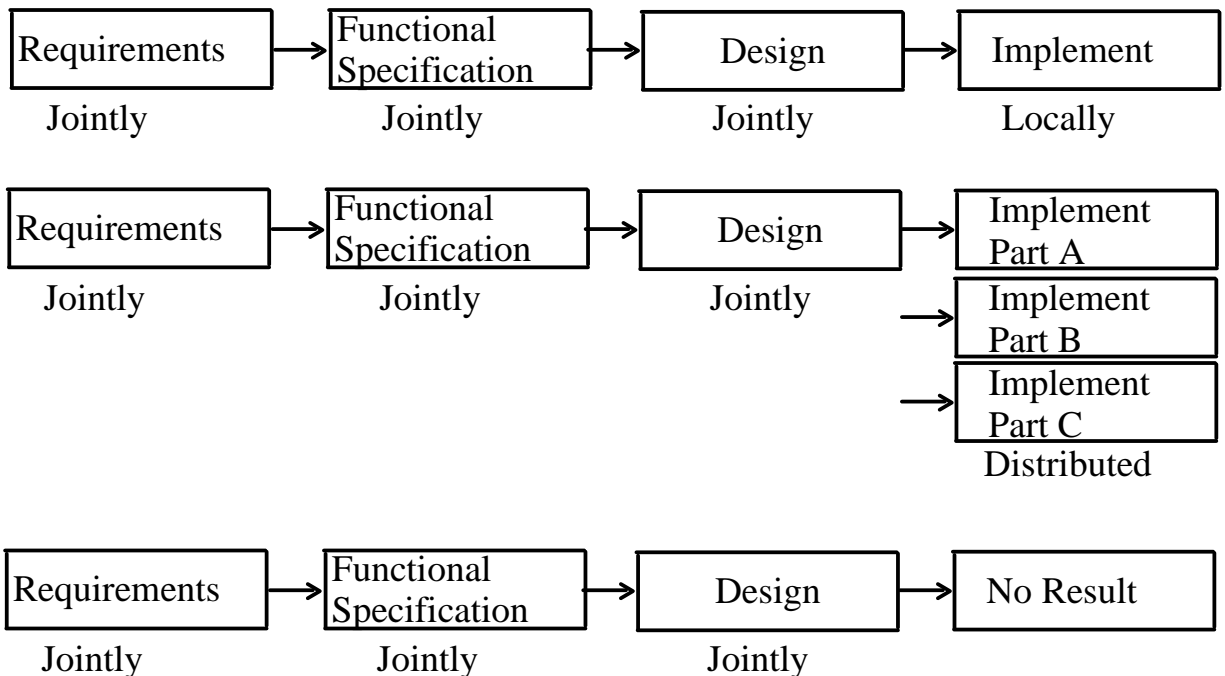 Requirements
Functional
Specification
Design
Implement
Jointly
Jointly
Jointly
Locally
Requirements
Functional
Specification
Design
Implement
Part A
Jointly
Jointly
Jointly
Implement
Part B
Implement
Part C
Distributed
Requirements
Functional
Specification
Design
No Result
Jointly
Jointly
Jointly